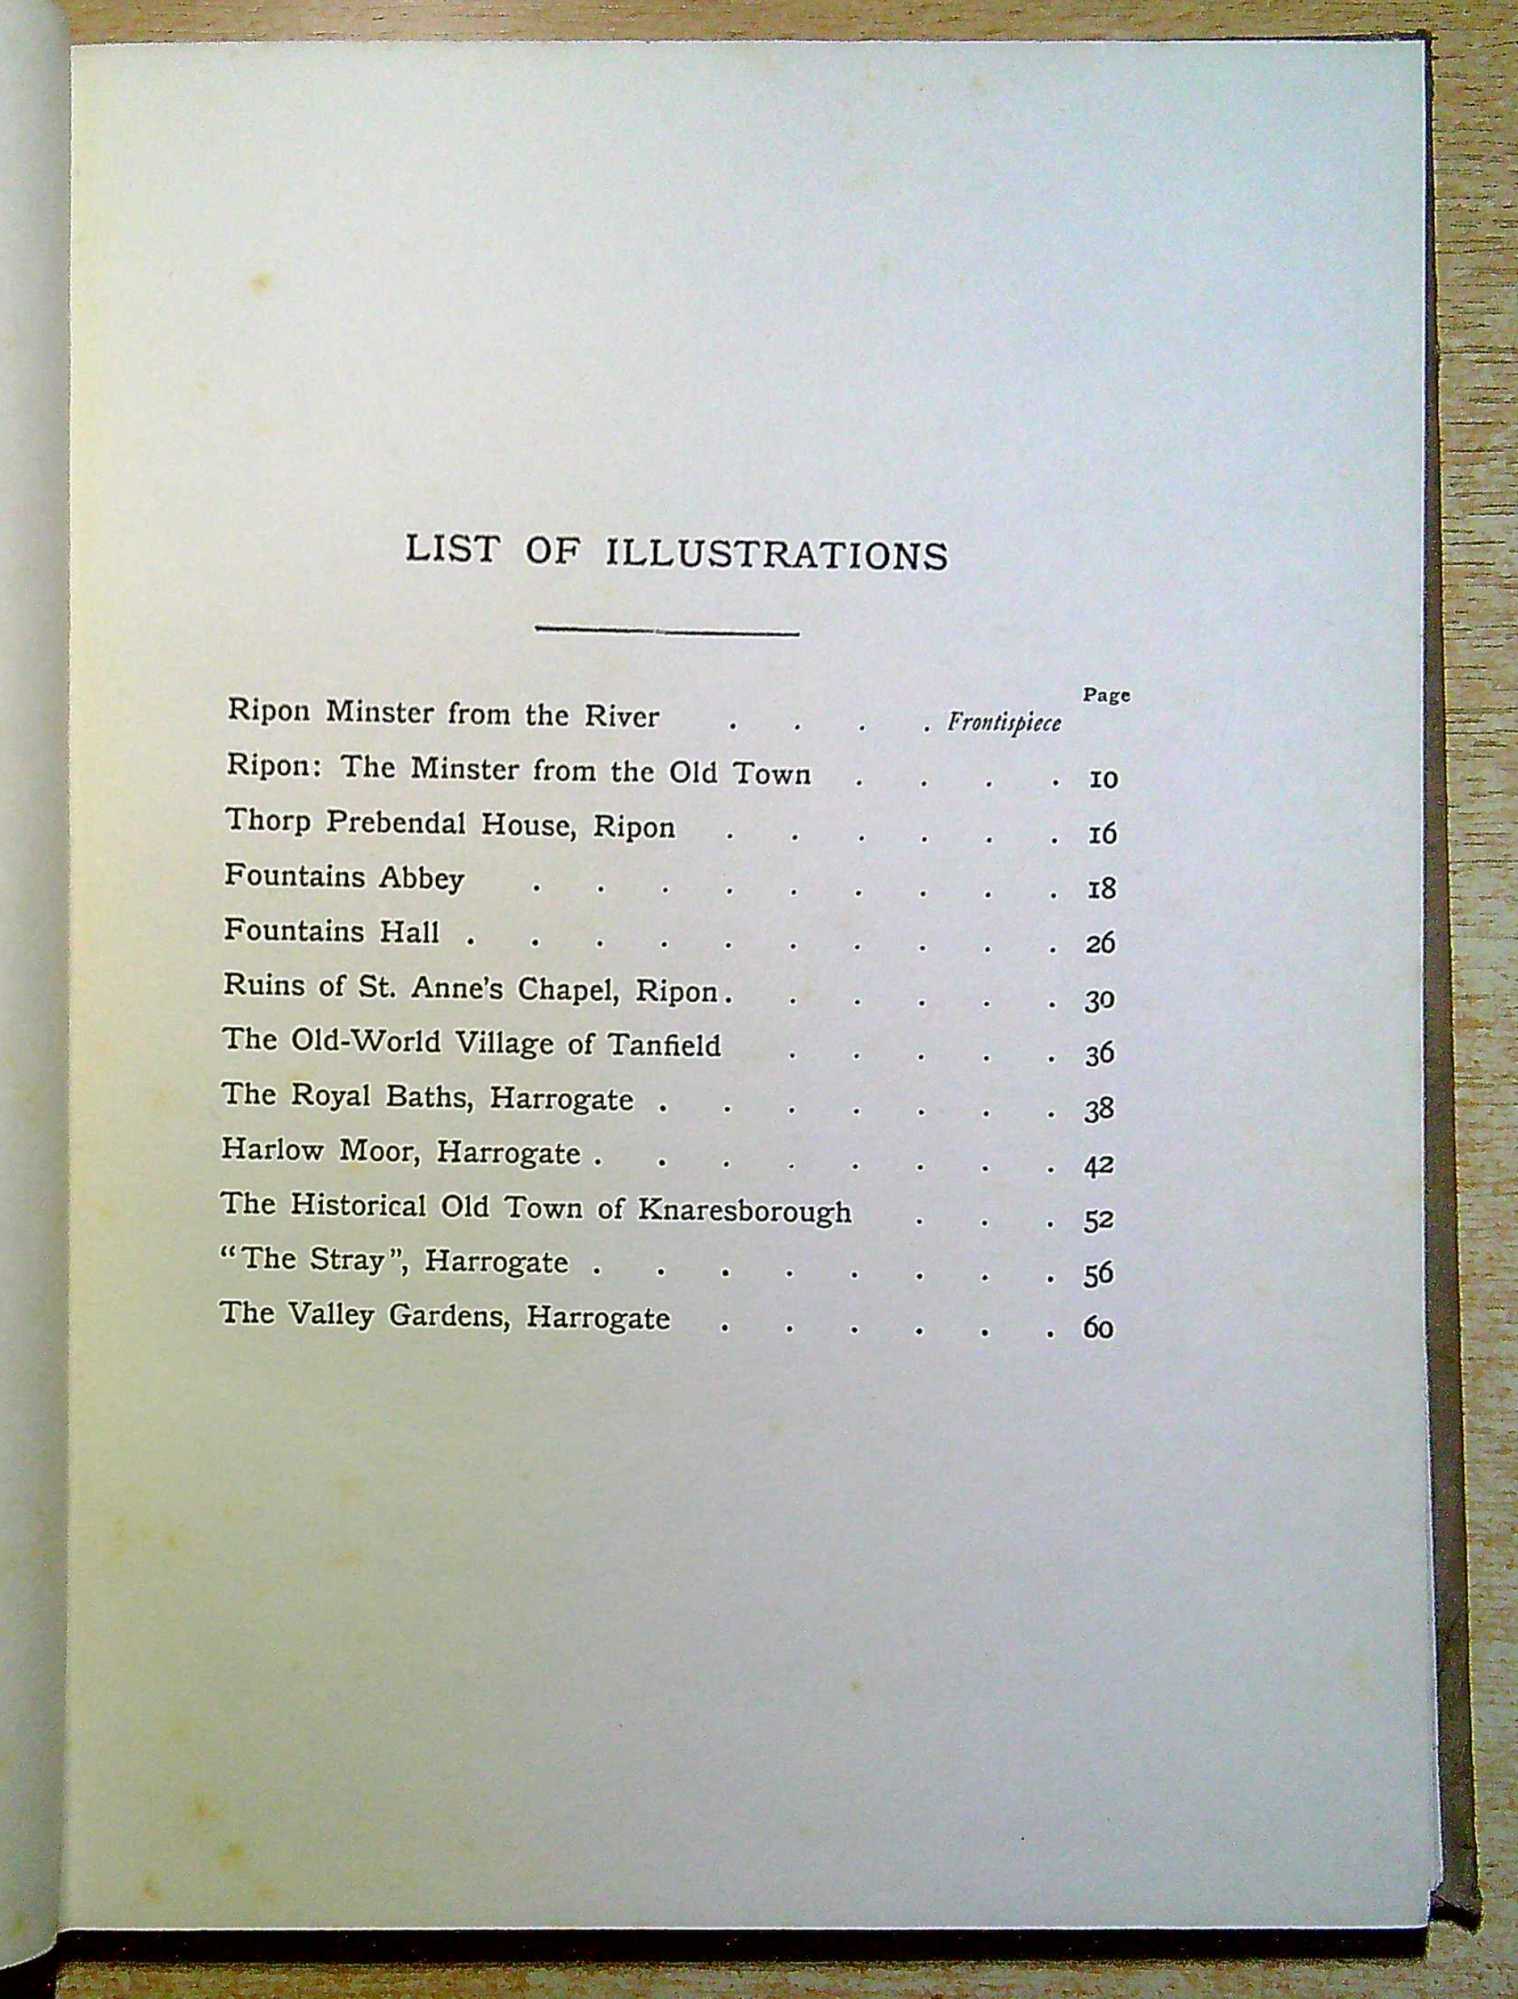 LIST OF ILLUSTRATIONS
Page
Ripon Minster from the River . . . . Frontispiece
Ripon: The Minster from the Old Town . . . . 10
Thorp Prebendal House, Ripon . . . . . . 16
Fountains Abbey . . . . . . . . . 18
Fountains Hall . . . . . . . . . . 26
Ruins of St. Anne's Chapel, Ripon . . . . . . 30
The Old-World Village of Tanfield . . . . . 36
The Royal Baths, Harrogate . . . . . . . 38
Harlow Moor, Harrogate . . . . . . . . 42
The Historical Old Town of Knaresborough . . . 52
"The Stray", Harrogate . . . . . . . . 56
The Valley Gardens, Harrogate . . . . . . 60